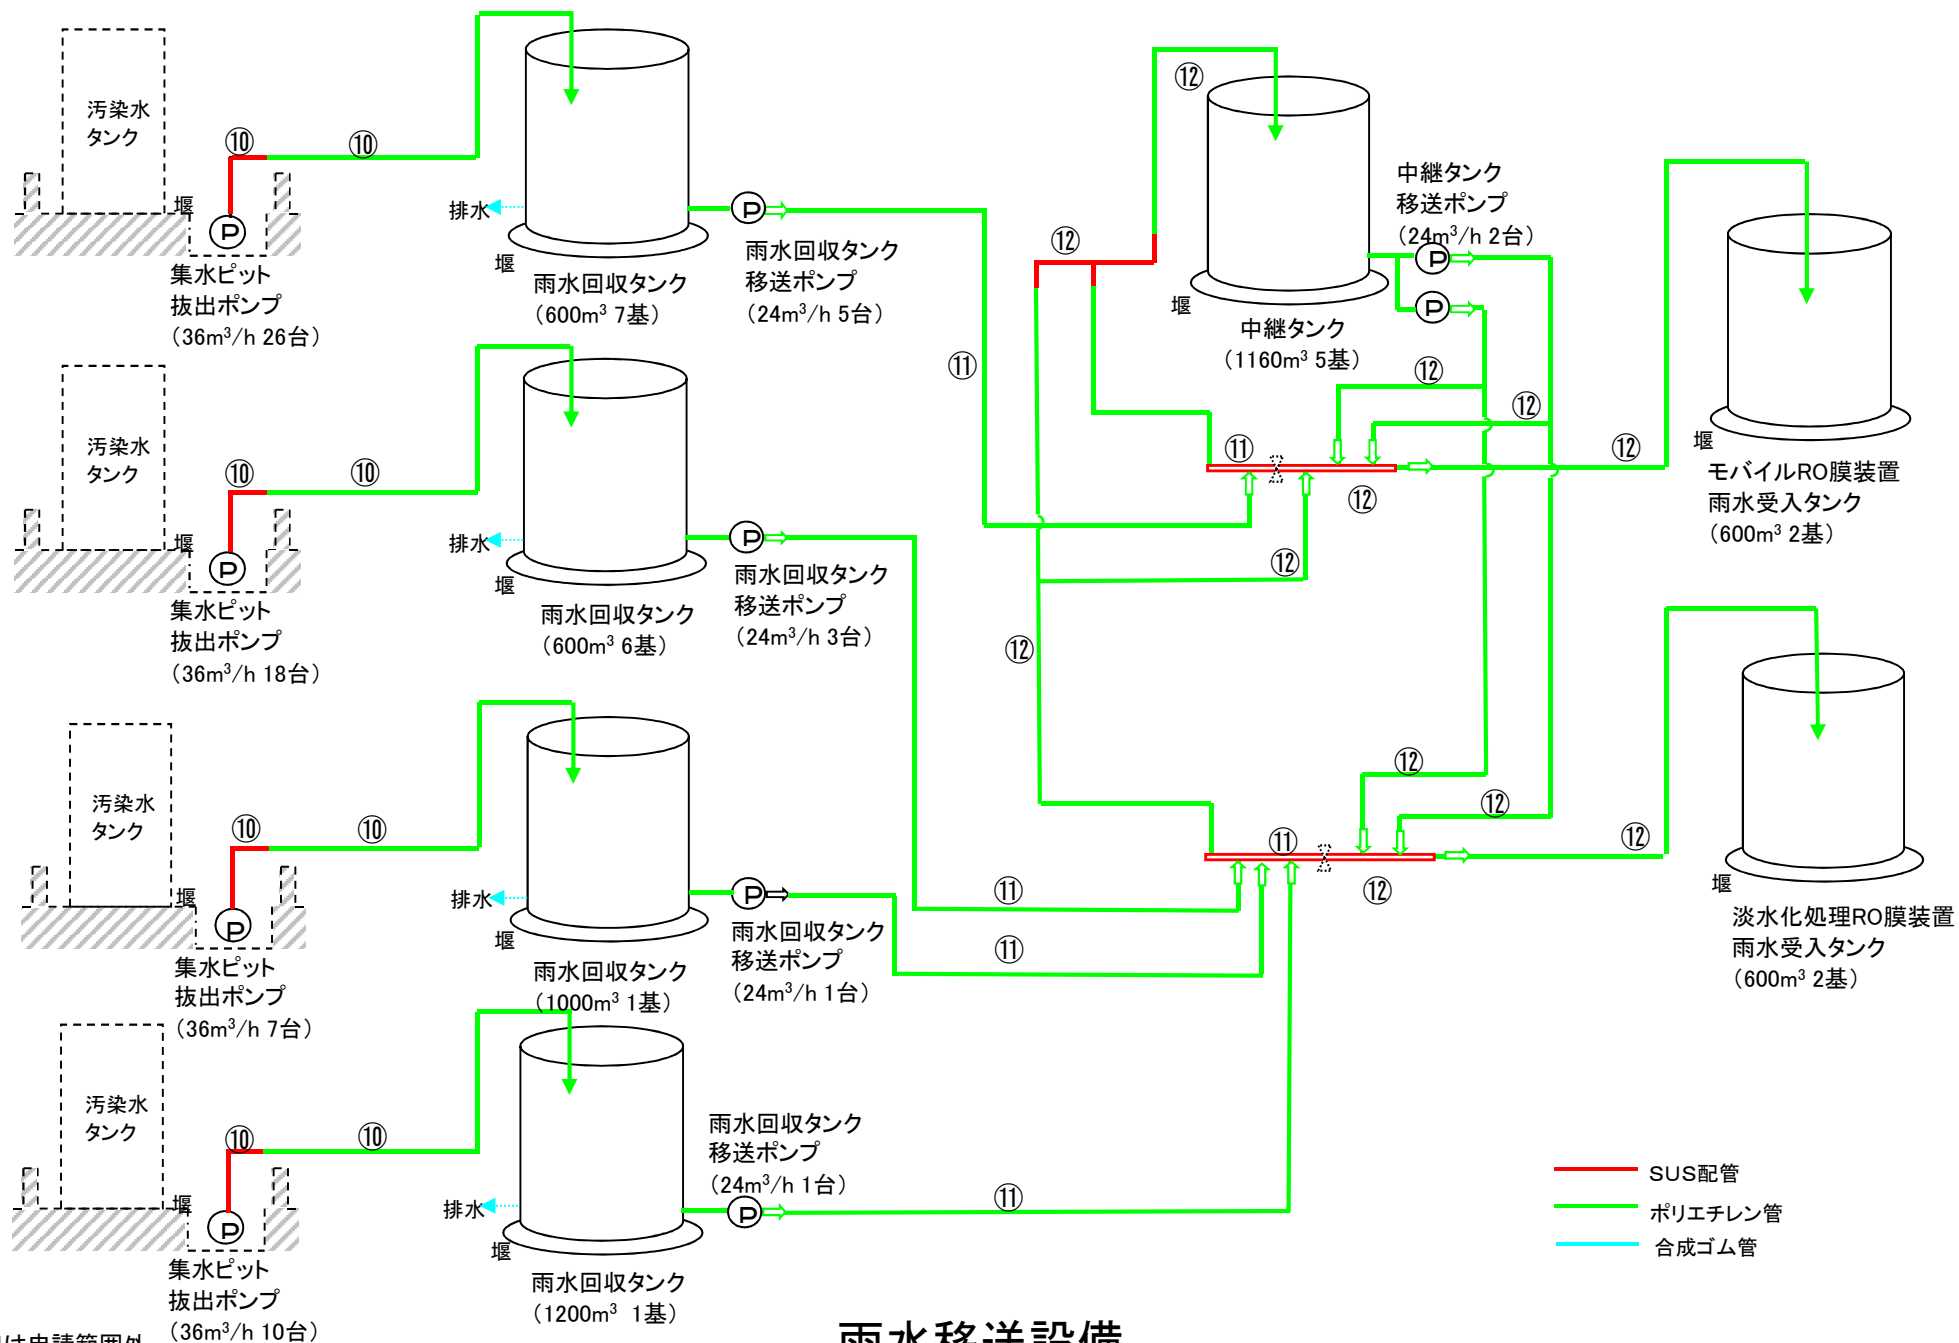 汚染水
タンク
⑩
⑩
堰
P
集水ピット
抜出ポンプ
(36m³/h 26台)
排水
堰
雨水回収タンク
(600m³ 7基)
P
雨水回収タンク
移送ポンプ
(24m³/h 5台)
⑪
汚染水
タンク
⑩
⑩
堰
P
集水ピット
抜出ポンプ
(36m³/h 18台)
排水
堰
雨水回収タンク
(600m³ 6基)
P
雨水回収タンク
移送ポンプ
(24m³/h 3台)
⑪
汚染水
タンク
⑩
⑩
堰
P
集水ピット
抜出ポンプ
(36m³/h 7台)
排水
堰
雨水回収タンク
(1000m³ 1基)
P
雨水回収タンク
移送ポンプ
(24m³/h 1台)
⑪
汚染水
タンク
⑩
⑩
堰
P
集水ピット
抜出ポンプ
(36m³/h 10台)
排水
堰
雨水回収タンク
(1200m³ 1基)
雨水回収タンク
移送ポンプ
(24m³/h 1台)
P
⑪
⑫
⑫
堰
中継タンク
(1160m³ 5基)
中継タンク
移送ポンプ
(24m³/h 2台)
P
P
⑫
⑫
⑪
⑫
⑫
⑫
⑫
堰
モバイルRO膜装置
雨水受入タンク
(600m³ 2基)
⑫
⑫
⑪
⑫
⑫
堰
淡水化処理RO膜装置
雨水受入タンク
(600m³ 2基)
SUS配管
ポリエチレン管
合成ゴム管
は申請範囲外
雨水移送設備